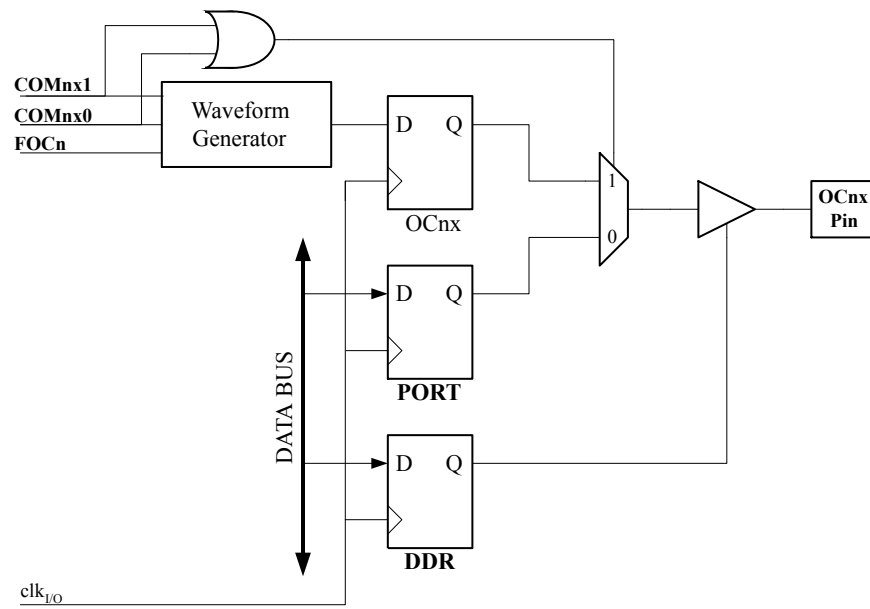 COMnx1
COMnx0
FOCn
Waveform
Generator
D Q
OCnx
1
0
OCnx
Pin
D Q
PORT
DATA BUS
D Q
DDR
clkI/O